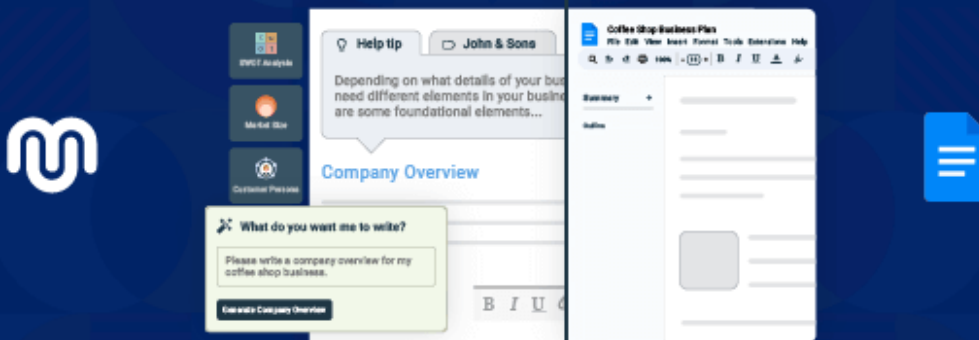 SWOT Analysis
Market Size
Customer Persona
Help tip
John & Sons
Depending on what details of your bus
need different elements in your busine
are some foundational elements...
Company Overview
What do you want me to write?
Please write a company overview for my
coffee shop business.
Generate Company Overview
B I U
Coffee Shop Business Plan
File Edit View Insert Format Tools Extensions Help
100%
B I U A
Summary +
Outline